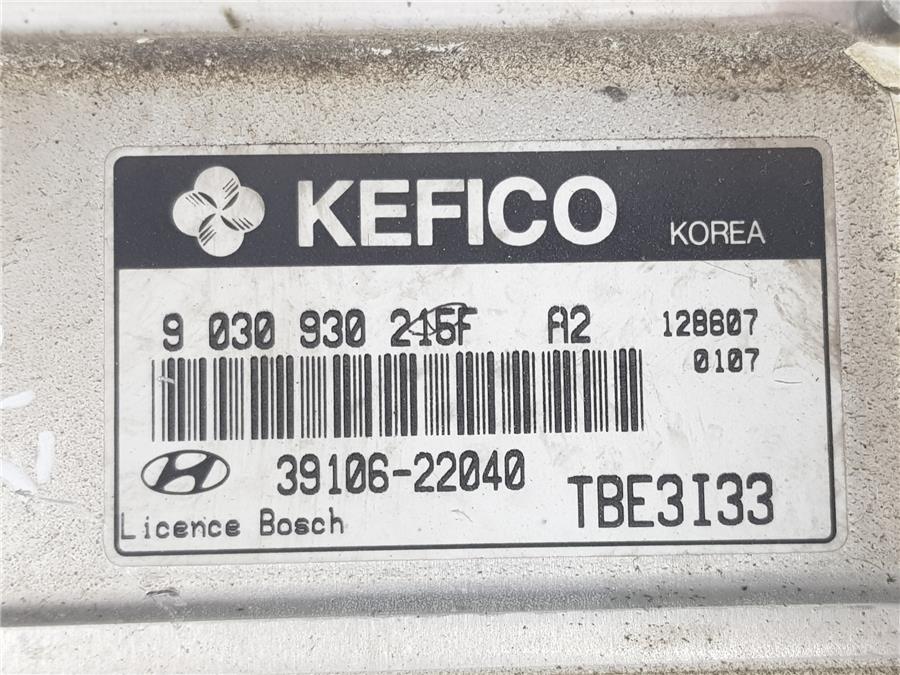 KEFICO KOREA
9 030 930 215F A2 128607
0107
39106-22040 TBE3I33
Licence Bosch